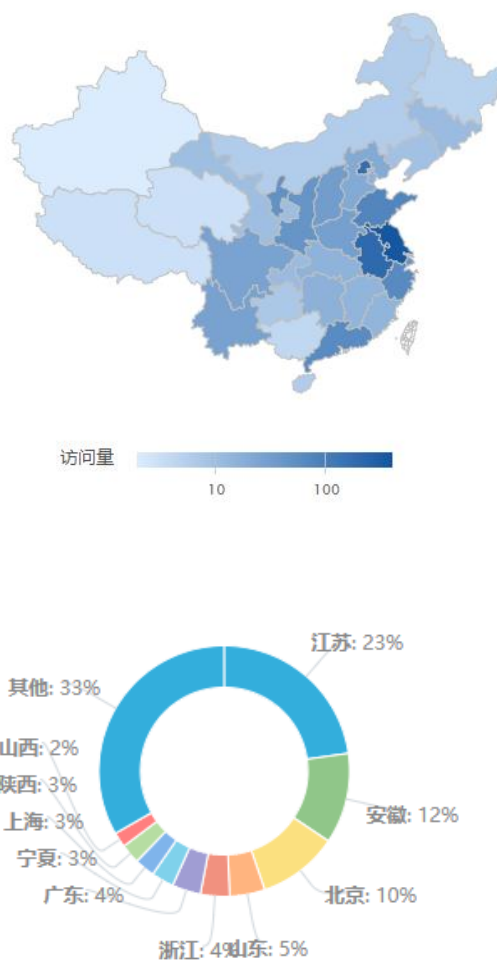 访问量
10
100
江苏: 23%
其他: 33%
山西: 2%
陕西: 3%
安徽: 12%
上海: 3%
宁夏: 3%
广东: 4%
北京: 10%
浙江: 4%
山东: 5%